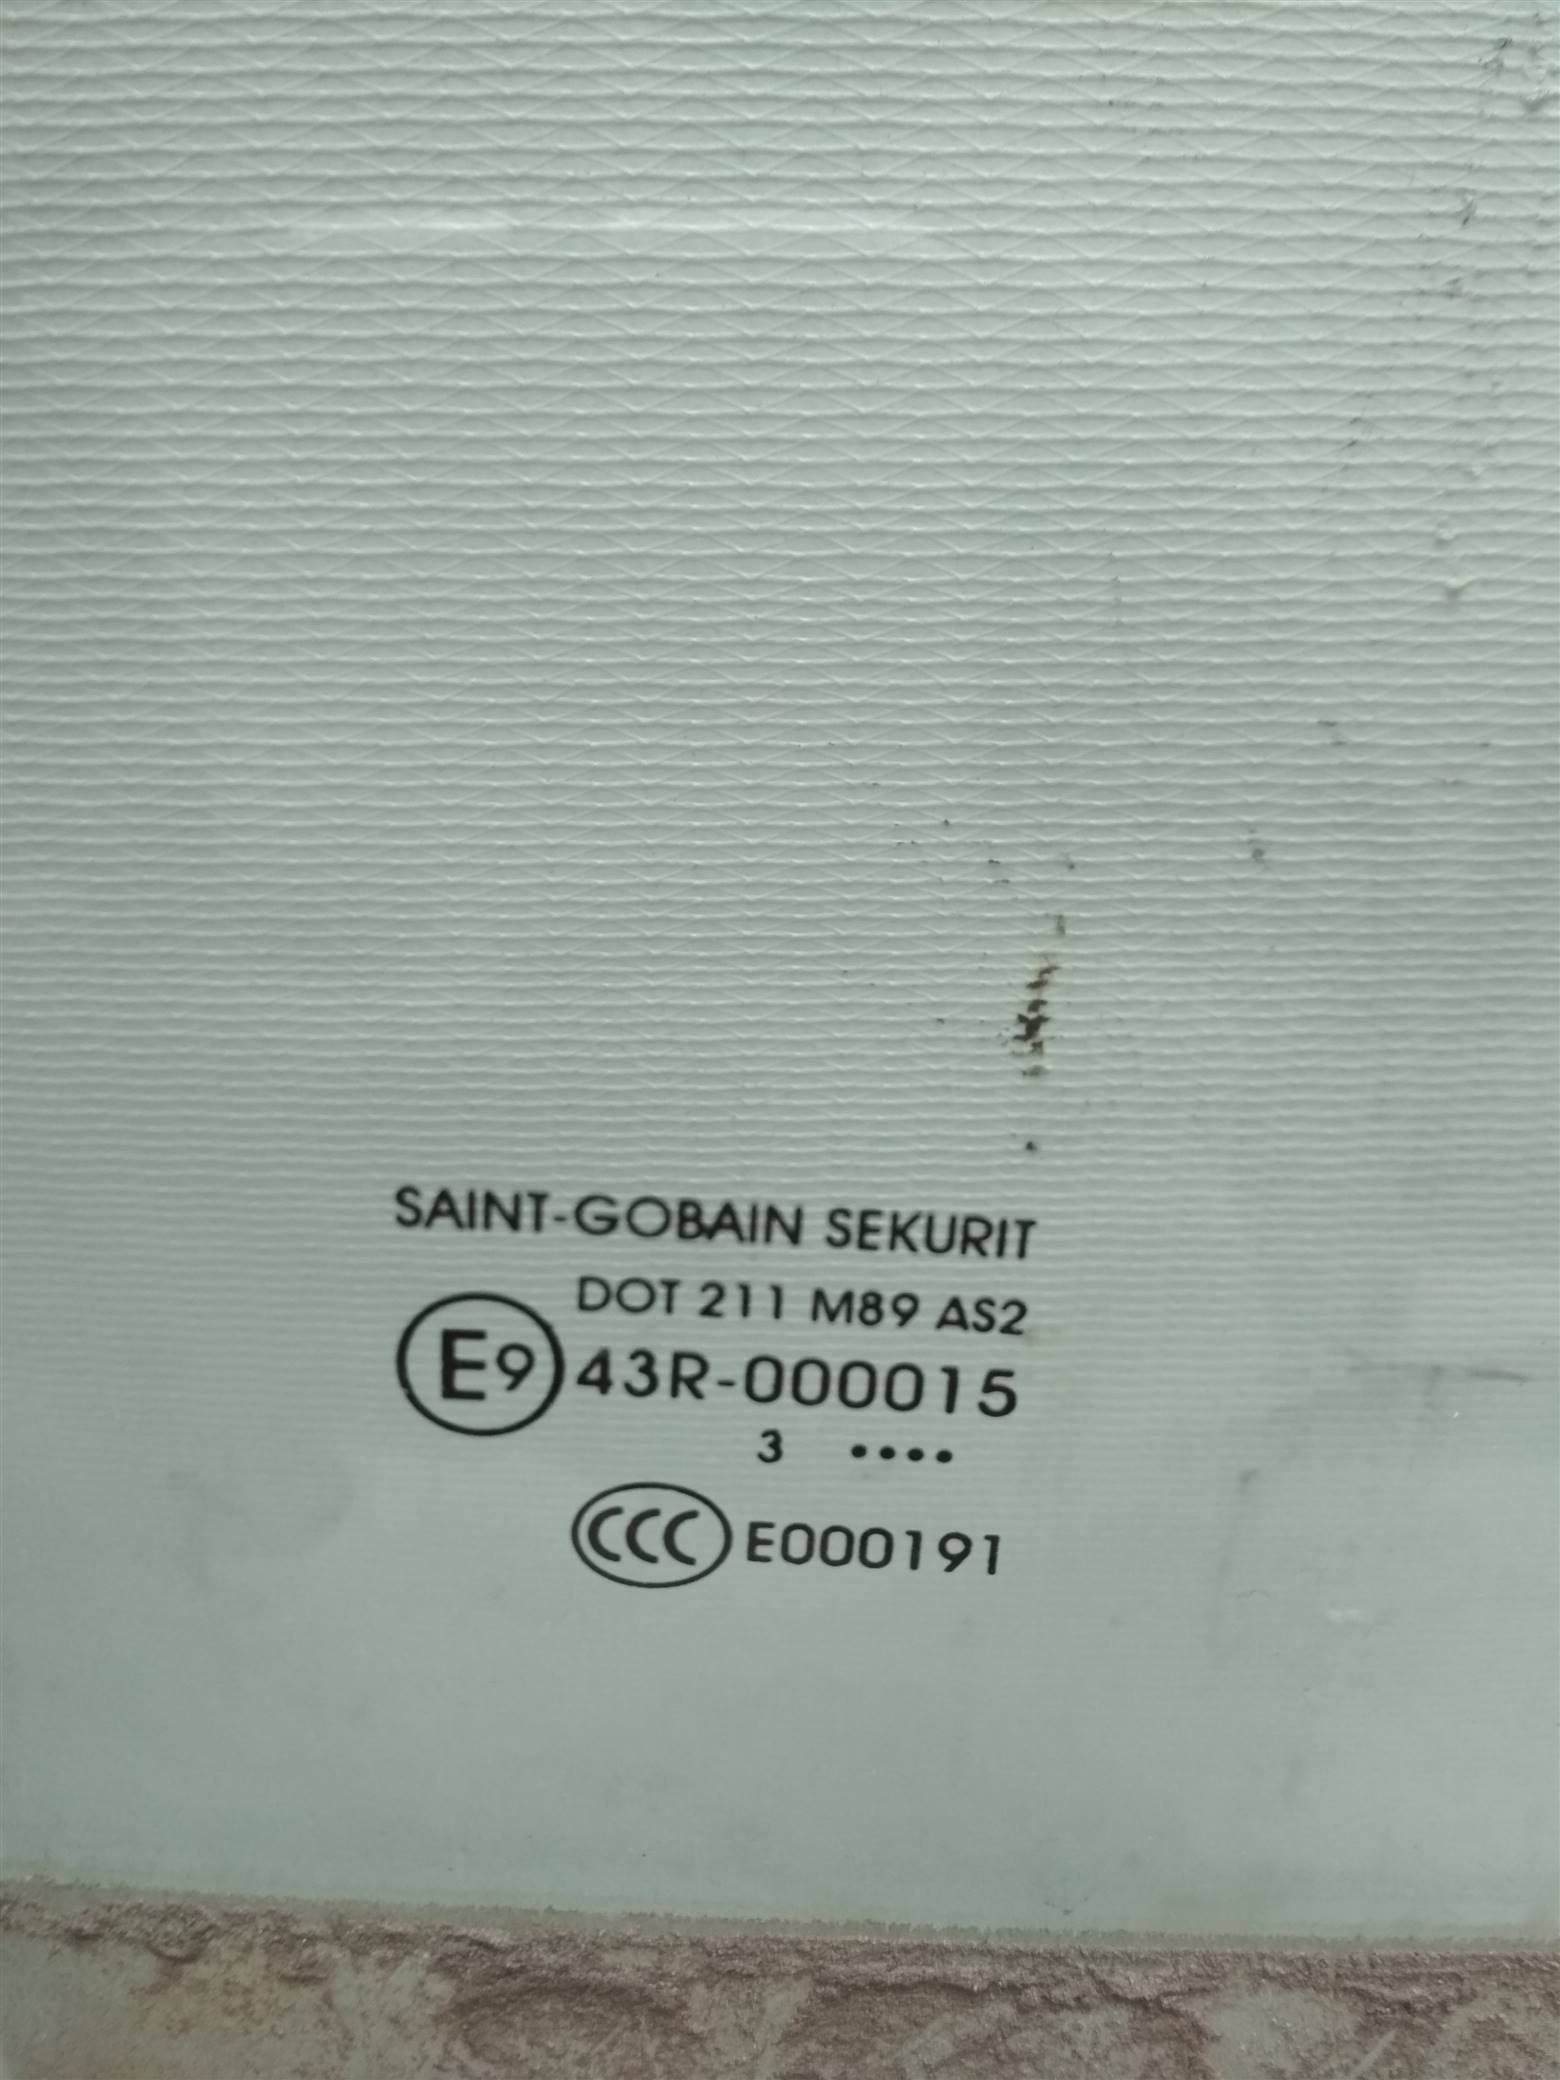 SAINT-GOBAIN SEKURIT
DOT 211 M89 AS2
E9 43R-000015
3 ••••
CCC E000191